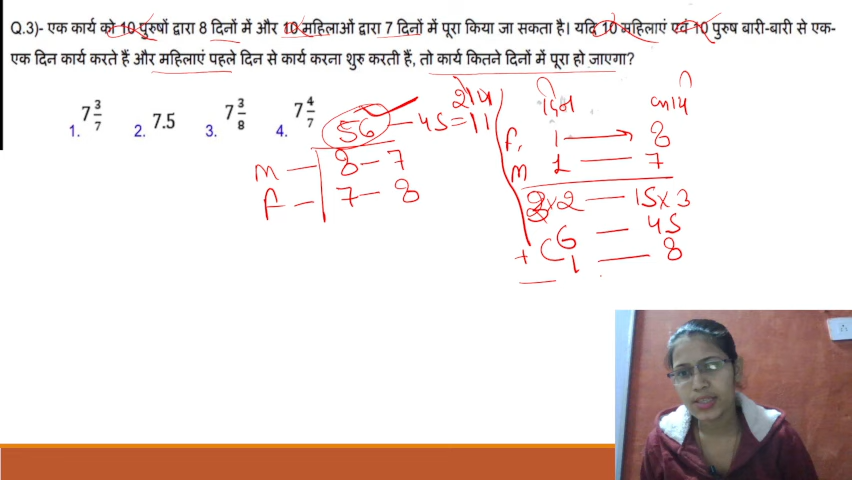 Q.3)- एक कार्य को 10 पुरुषों द्वारा 8 दिनों में और 10 महिलाओं द्वारा 7 दिनों में पूरा किया जा सकता है। यदि 10 महिलाएं एवं 10 पुरुष बारी-बारी से एक-
एक दिन कार्य करते हैं और महिलाएं पहले दिन से कार्य करना शुरु करती हैं, तो कार्य कितने दिनों में पूरा हो जाएगा?
1. 7 3/7 2. 7.5 3. 7 3/8 4. 7 4/7
शेष
56 — 45 = 11
m — 8 — 7
f — 7 — 8
दिन कार्य
f, 1 → 8
m 1 — 7
2 — 15 x 3
6 — 45
+ 1 — 8